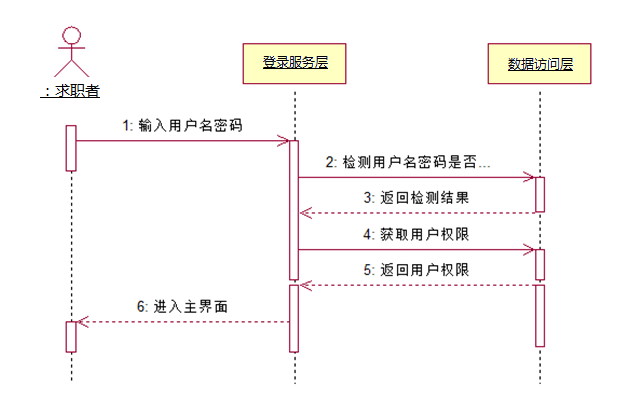 ：求职者
登录服务层
数据访问层
1: 输入用户名密码
2: 检测用户名密码是否...
3: 返回检测结果
4: 获取用户权限
5: 返回用户权限
6: 进入主界面